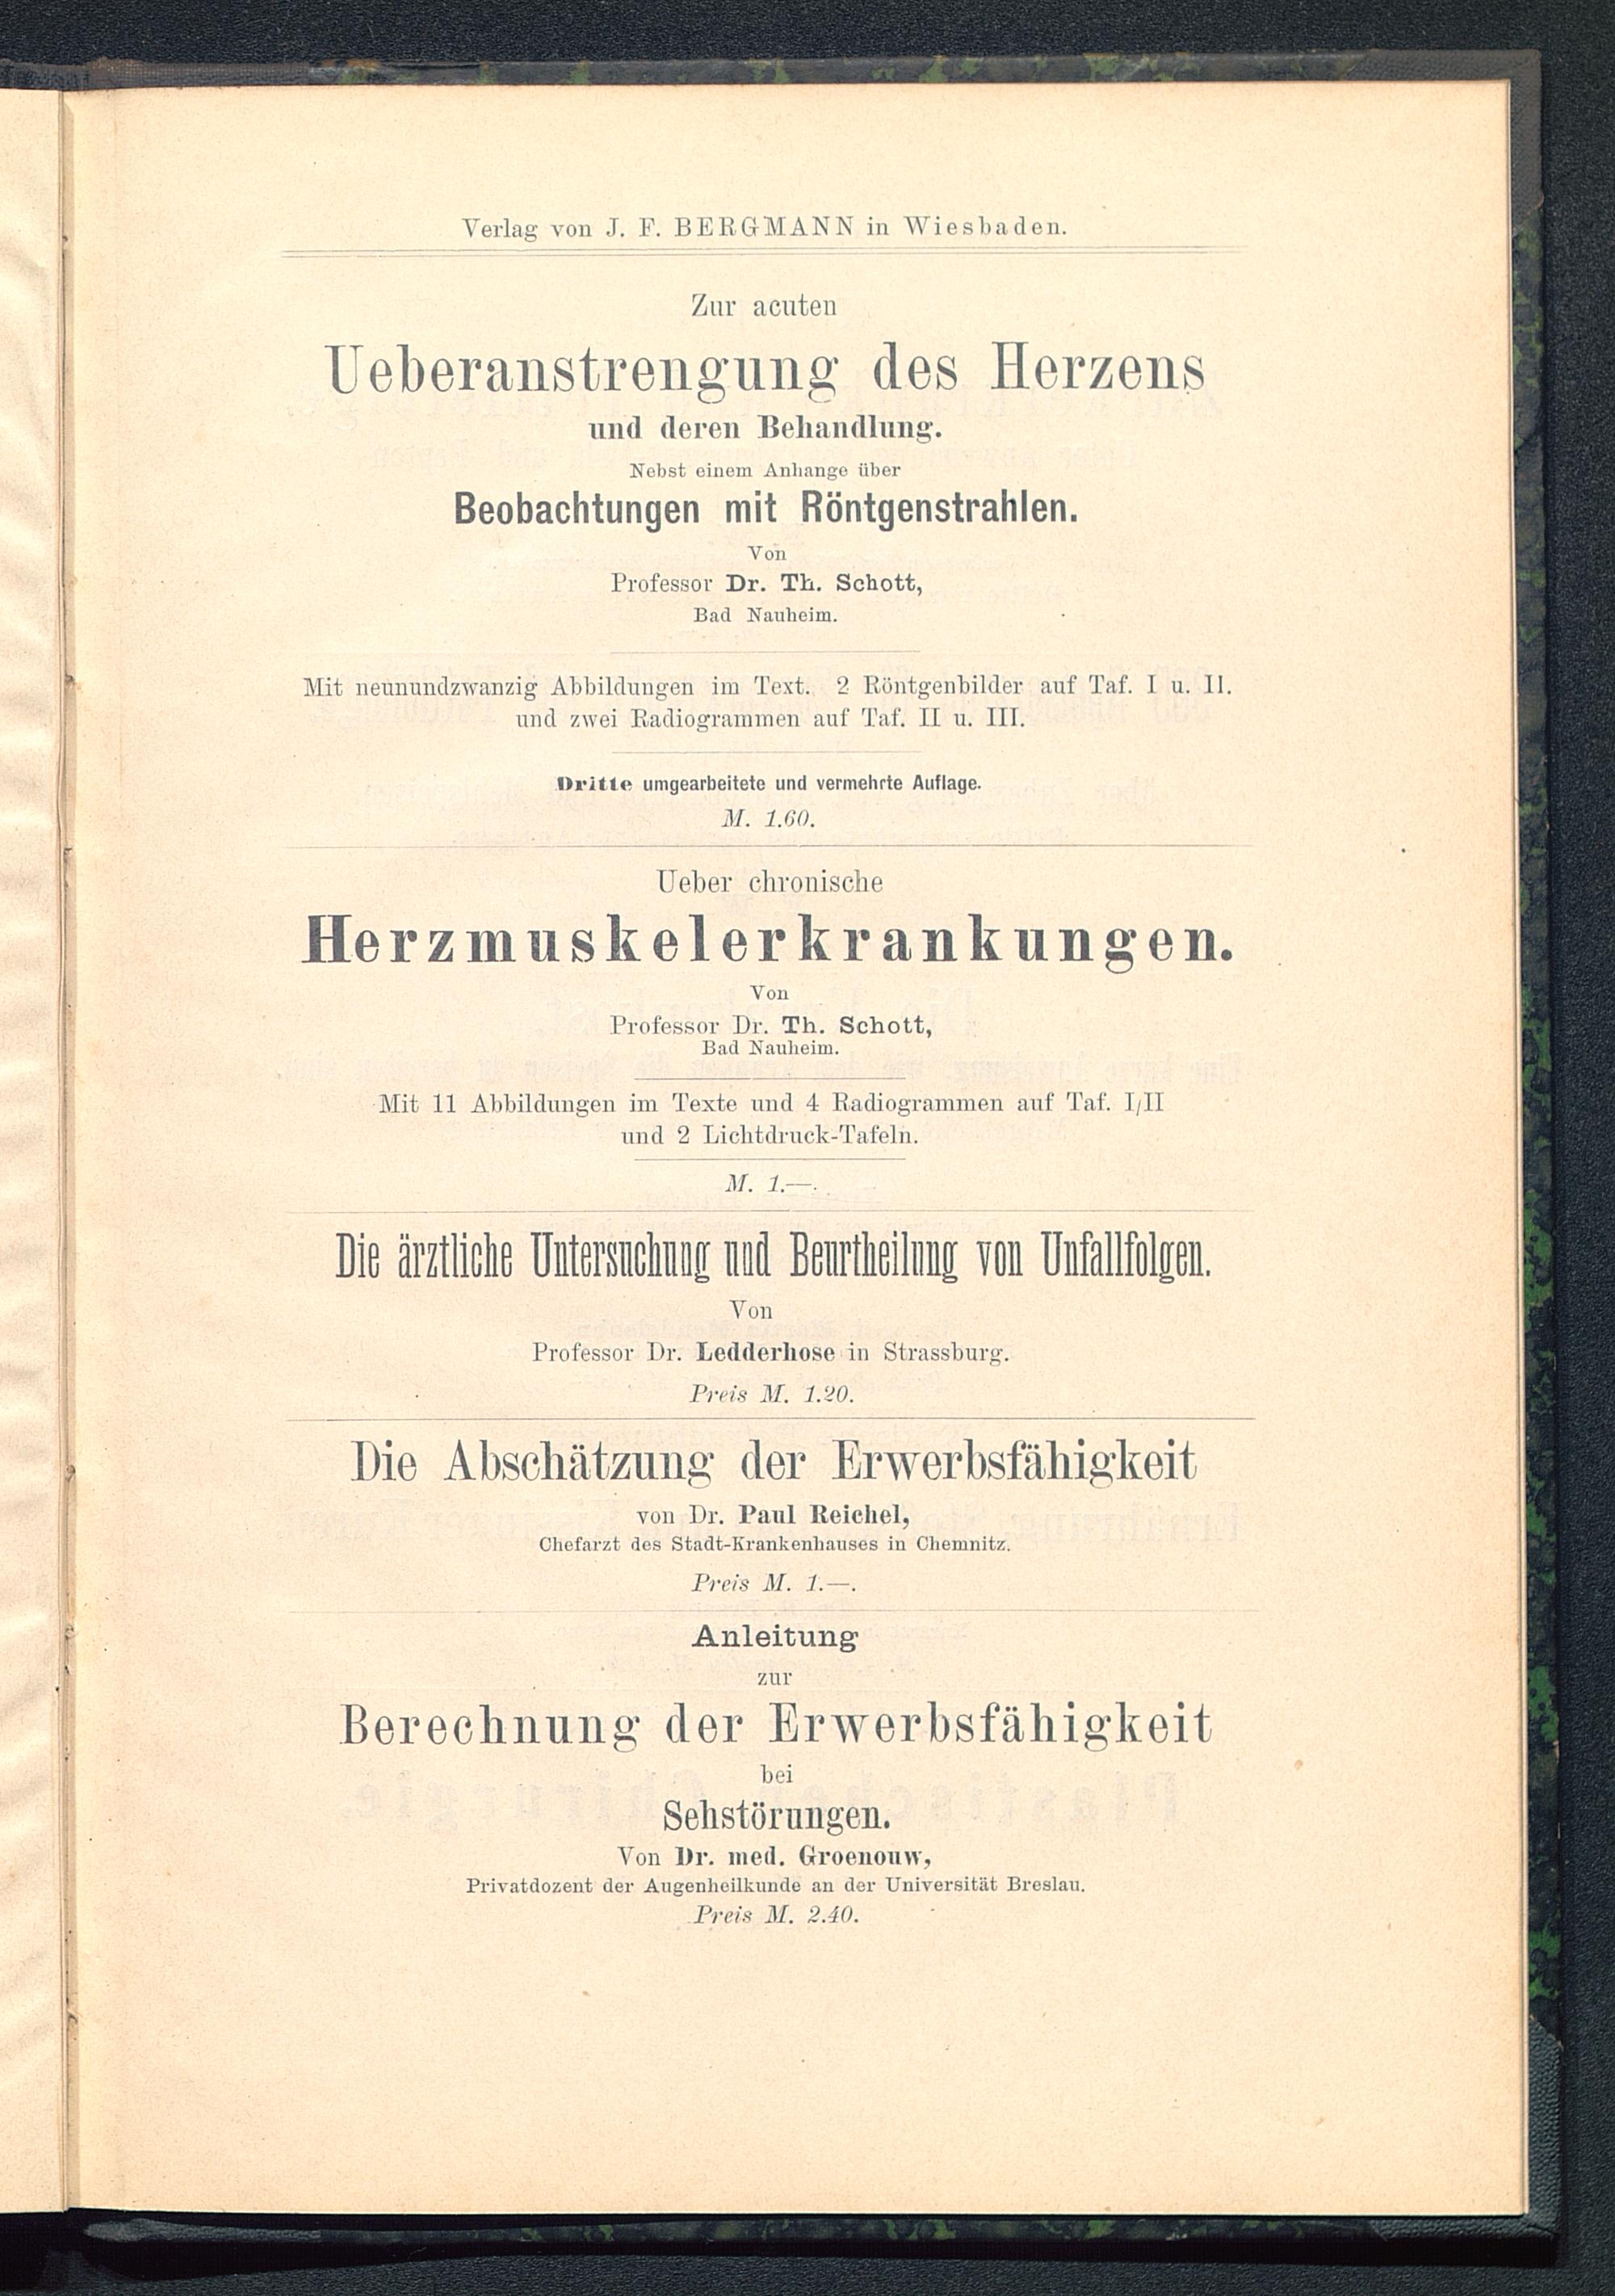 Verlag von J. F. BERGMANN in Wiesbaden.
Zur acuten
Ueberanstrengung des Herzens
und deren Behandlung.
Nebst einem Anhange über
Beobachtungen mit Röntgenstrahlen.
Von
Professor Dr. Th. Schott,
Bad Nauheim.
Mit neunundzwanzig Abbildungen im Text. 2 Röntgenbilder auf Taf. I u. II.
und zwei Radiogrammen auf Taf. II u. III.
Dritte umgearbeitete und vermehrte Auflage.
M. 1.60.
Ueber chronische
Herzmuskelerkrankungen.
Von
Professor Dr. Th. Schott,
Bad Nauheim.
Mit 11 Abbildungen im Texte und 4 Radiogrammen auf Taf. I/II
und 2 Lichtdruck-Tafeln.
M. 1.—.
Die ärztliche Untersuchung und Beurtheilung von Unfallfolgen.
Von
Professor Dr. Ledderhose in Strassburg.
Preis M. 1.20.
Die Abschätzung der Erwerbsfähigkeit
von Dr. Paul Reichel,
Chefarzt des Stadt-Krankenhauses in Chemnitz.
Preis M. 1.—.
Anleitung
zur
Berechnung der Erwerbsfähigkeit
bei
Sehstörungen.
Von Dr. med. Groenouw,
Privatdozent der Augenheilkunde an der Universität Breslau.
Preis M. 2.40.